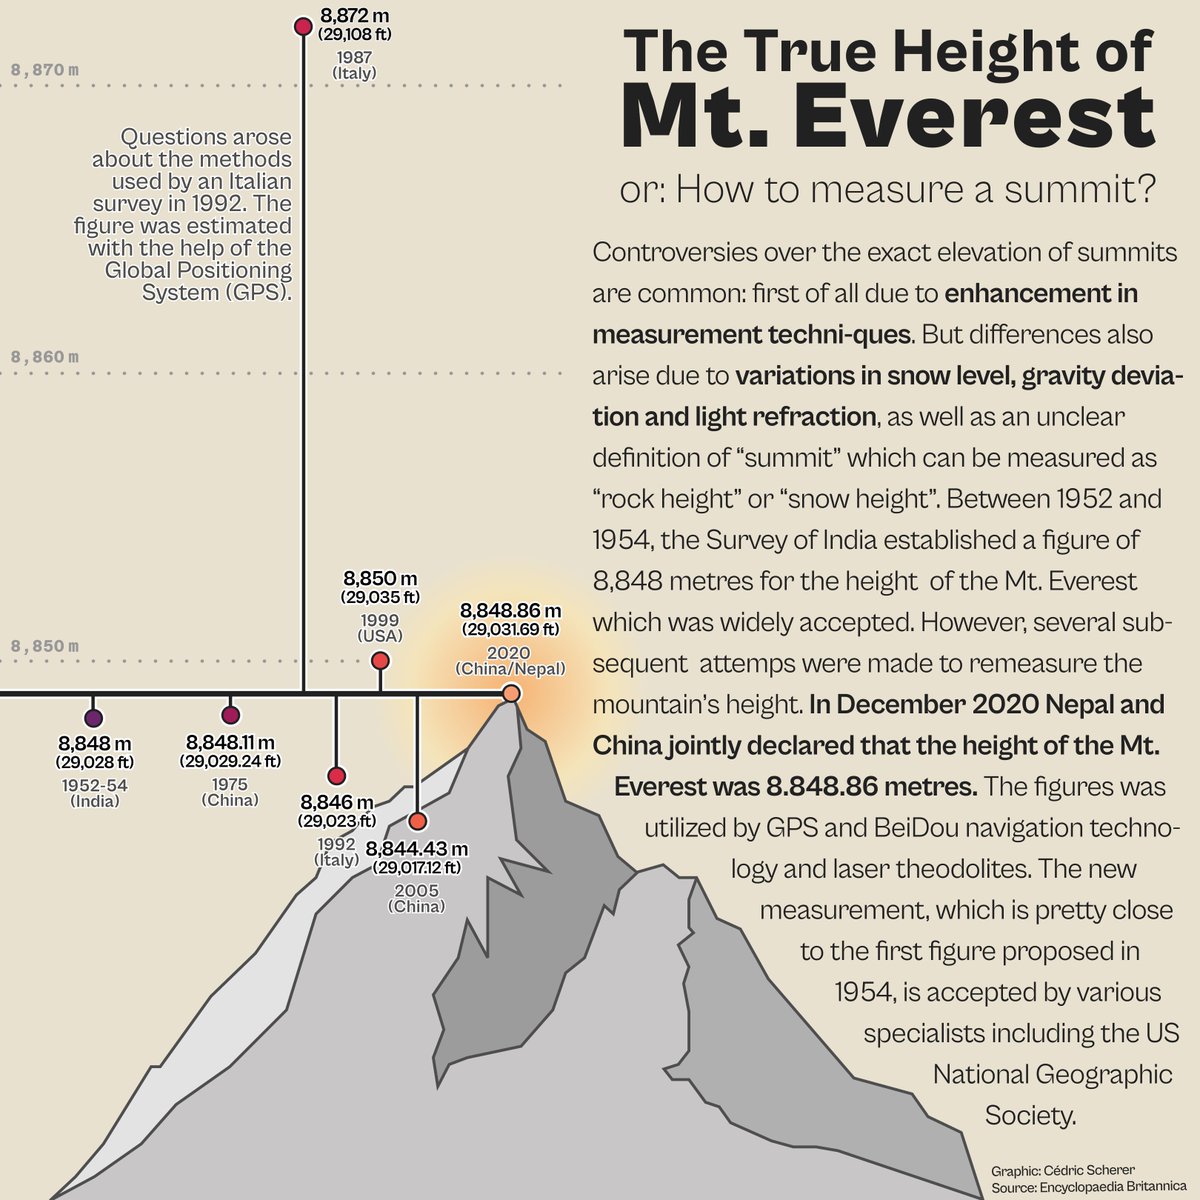 The True Height of
Mt. Everest
or: How to measure a summit?
Controversies over the exact elevation of summits
are common: first of all due to enhancement in
measurement techni-ques. But differences also
arise due to variations in snow level, gravity devia-
tion and light refraction, as well as an unclear
definition of “summit” which can be measured as
“rock height” or “snow height”. Between 1952 and
1954, the Survey of India established a figure of
8,848 metres for the height of the Mt. Everest
which was widely accepted. However, several sub-
sequent attemps were made to remeasure the
mountain’s height. In December 2020 Nepal and
China jointly declared that the height of the Mt.
Everest was 8.848.86 metres. The figures was
utilized by GPS and BeiDou navigation techno-
logy and laser theodolites. The new
measurement, which is pretty close
to the first figure proposed in
1954, is accepted by various
specialists including the US
National Geographic
Society.
8,872 m
(29,108 ft)
1987
(Italy)
8,870 m
Questions arose
about the methods
used by an Italian
survey in 1992. The
figure was estimated
with the help of the
Global Positioning
System (GPS).
8,860 m
8,850 m
8,850 m
(29,035 ft)
1999
(USA)
8,848.86 m
(29,031.69 ft)
2020
(China/Nepal)
8,848 m
(29,028 ft)
1952-54
(India)
8,848.11 m
(29,029.24 ft)
1975
(China)
8,846 m
(29,023 ft)
1992
(Italy)
8,844.43 m
(29,017.12 ft)
2005
(China)
Graphic: Cédric Scherer
Source: Encyclopaedia Britannica